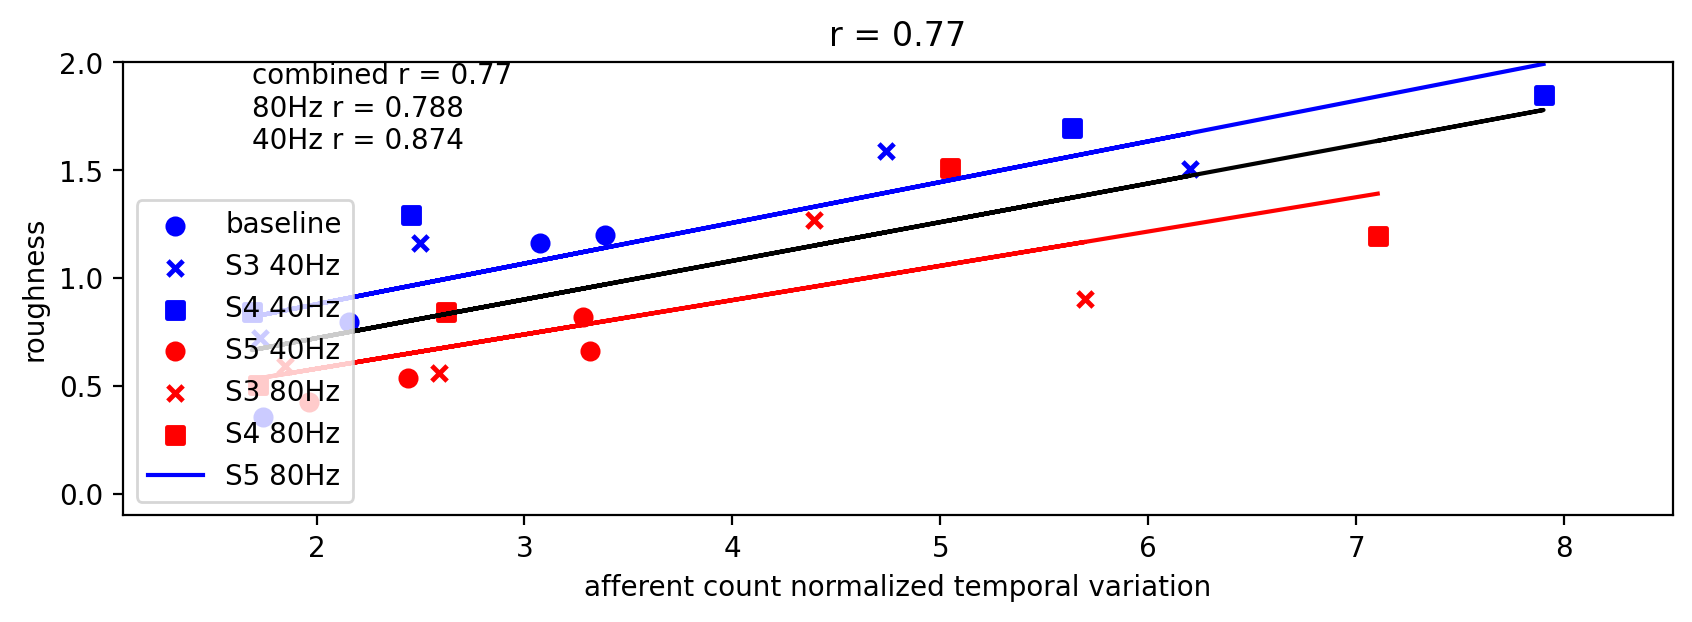 r = 0.77
combined r = 0.77
80Hz r = 0.788
40Hz r = 0.874
2.0
1.5
1.0
0.5
0.0
roughness
baseline
S3 40Hz
S4 40Hz
S5 40Hz
S3 80Hz
S4 80Hz
S5 80Hz
2 3 4 5 6 7 8
afferent count normalized temporal variation